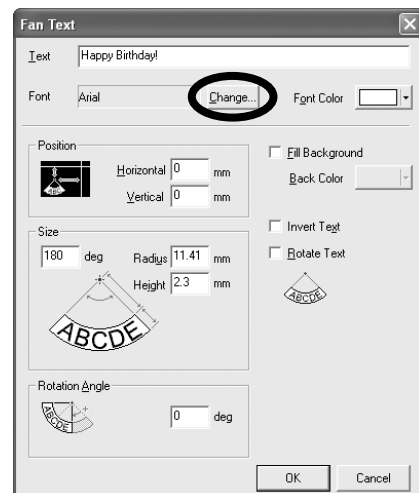 Fan Text
Text Happy Birthday!
Font Arial Change... Font Color
Position
Horizontal 0 mm
Vertical 0 mm
ABC
Fill Background
Back Color
Size
180 deg Radius 11.41 mm
Height 2.3 mm
ABCDE
Invert Text
Rotate Text
ABCDE
Rotation Angle
ABCDE
0 deg
OK Cancel